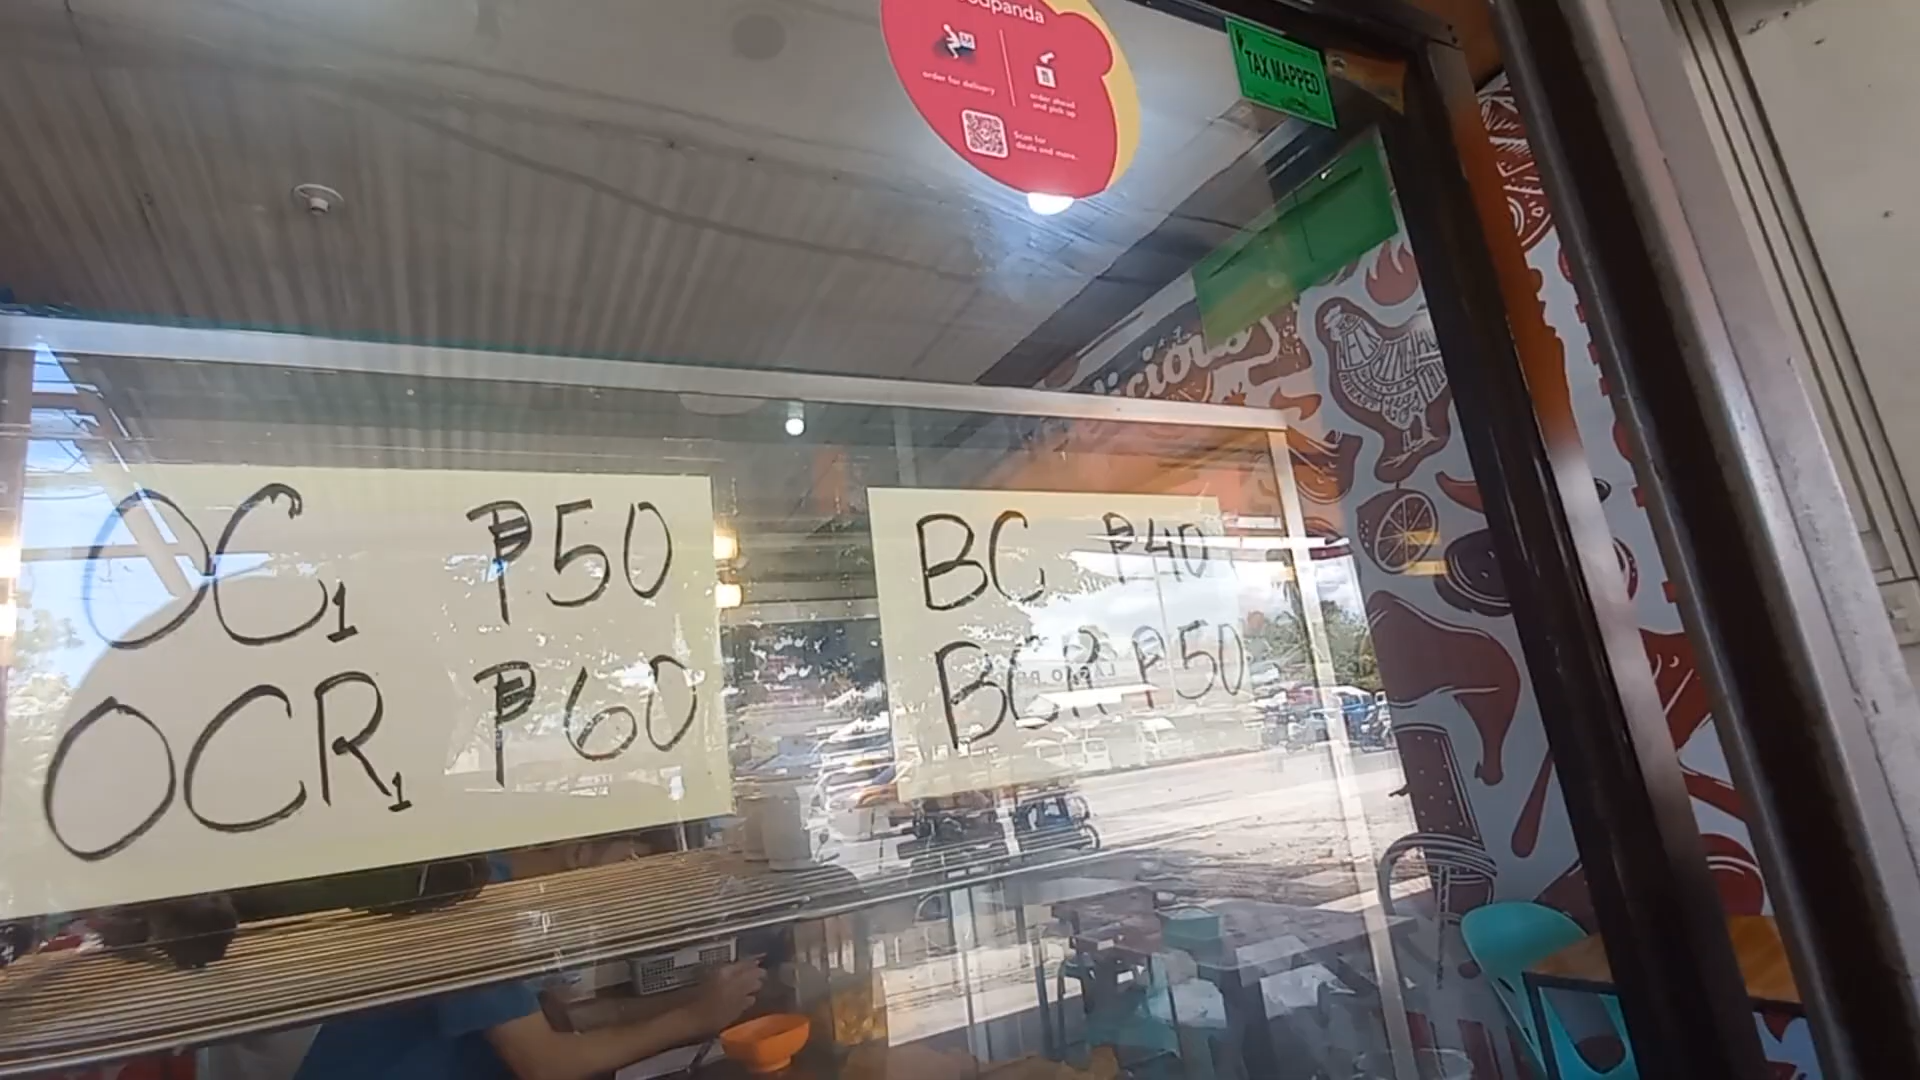 order for delivery
order ahead
and pick up
Scan for
deals and more.
TAX MAPPED
OC1 ₱50
OCR1 ₱60
BC ₱40
BCR ₱50